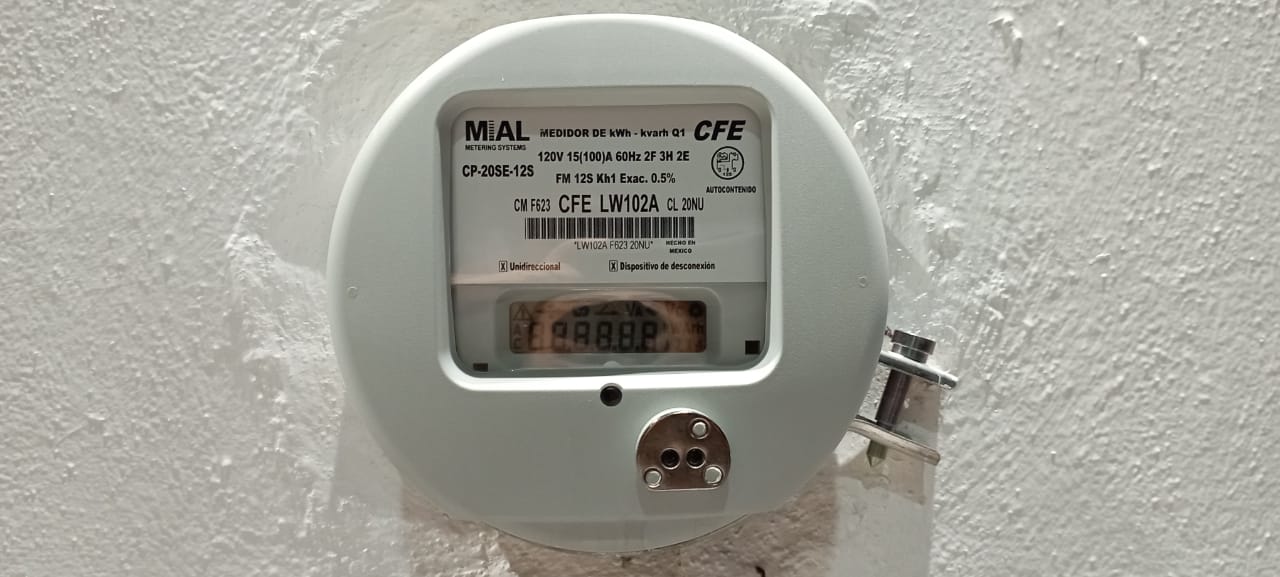 MIAL
METERING SYSTEMS
MEDIDOR DE kWh - kvarh Q1
CFE
CP-20SE-12S
120V 15(100)A 60Hz 2F 3H 2E
FM 12S Kh1 Exac. 0.5%
AUTOCONTENIDO
CM F623 CFE LW102A CL 20NU
*LW102A F623 20NU*
HECHO EN
MEXICO
X Unidireccional
X Dispositivo de desconexión